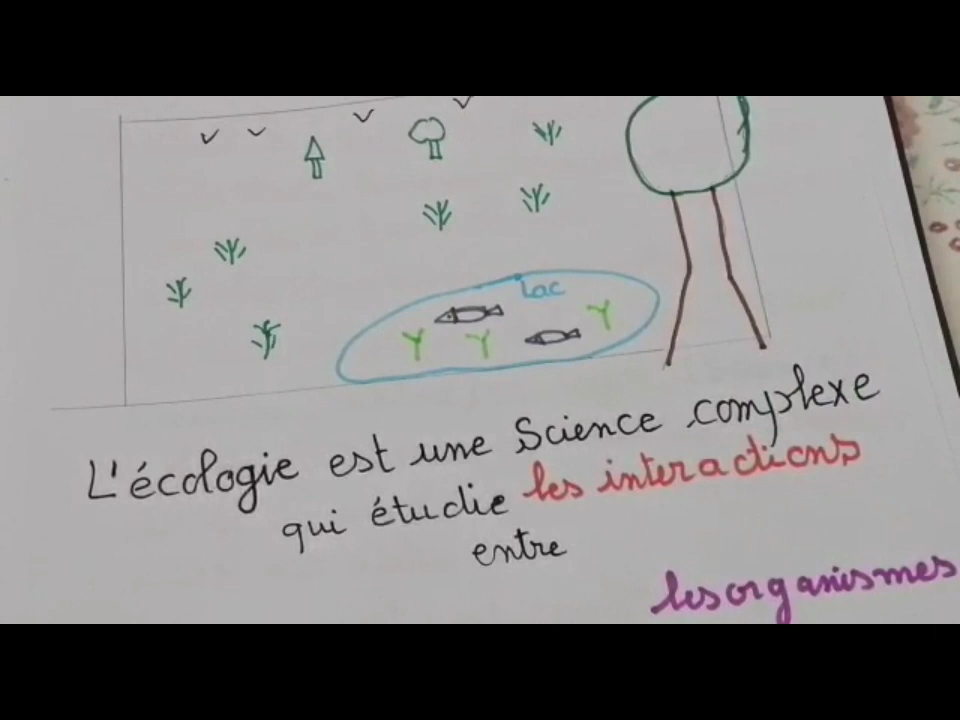 Lac
L'écologie est une Science complexe
qui étudie les interactions
entre
les organismes